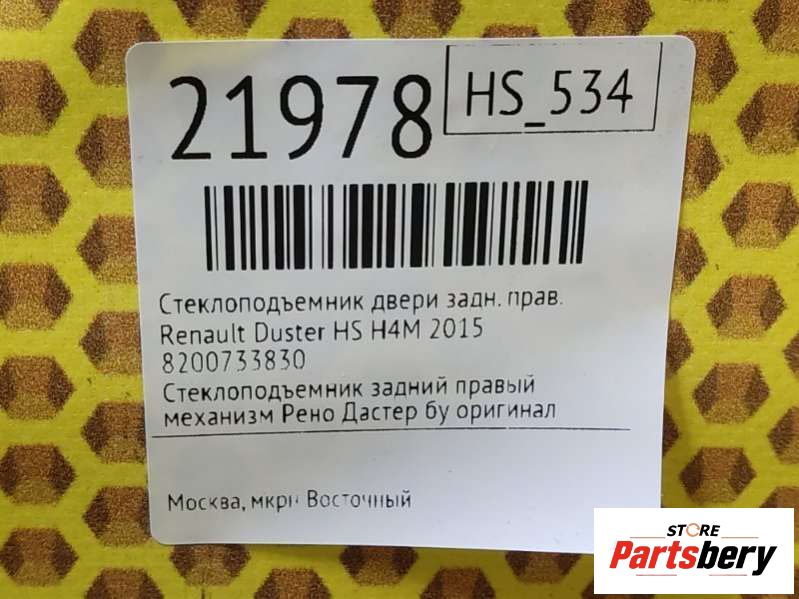 21978
HS_534
Стеклоподъемник двери задн. прав.
Renault Duster HS H4M 2015
8200733830
Стеклоподъемник задний правый
механизм Рено Дастер бу оригинал
Москва, мкрн Восточный
STORE
Partsbery